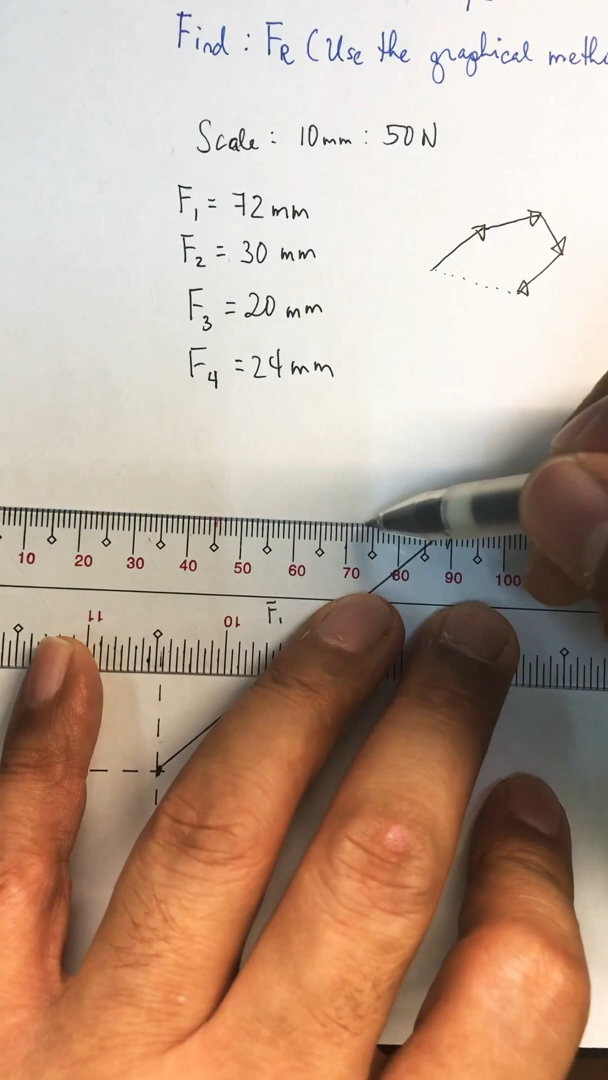 Find : FR (Use the graphical
Scale : 10mm : 50N
F1 = 72 mm
F2 = 30 mm
F3 = 20 mm
F4 = 24 mm
10 20 30 40 50 60 70 80 90 100
11 10
F1